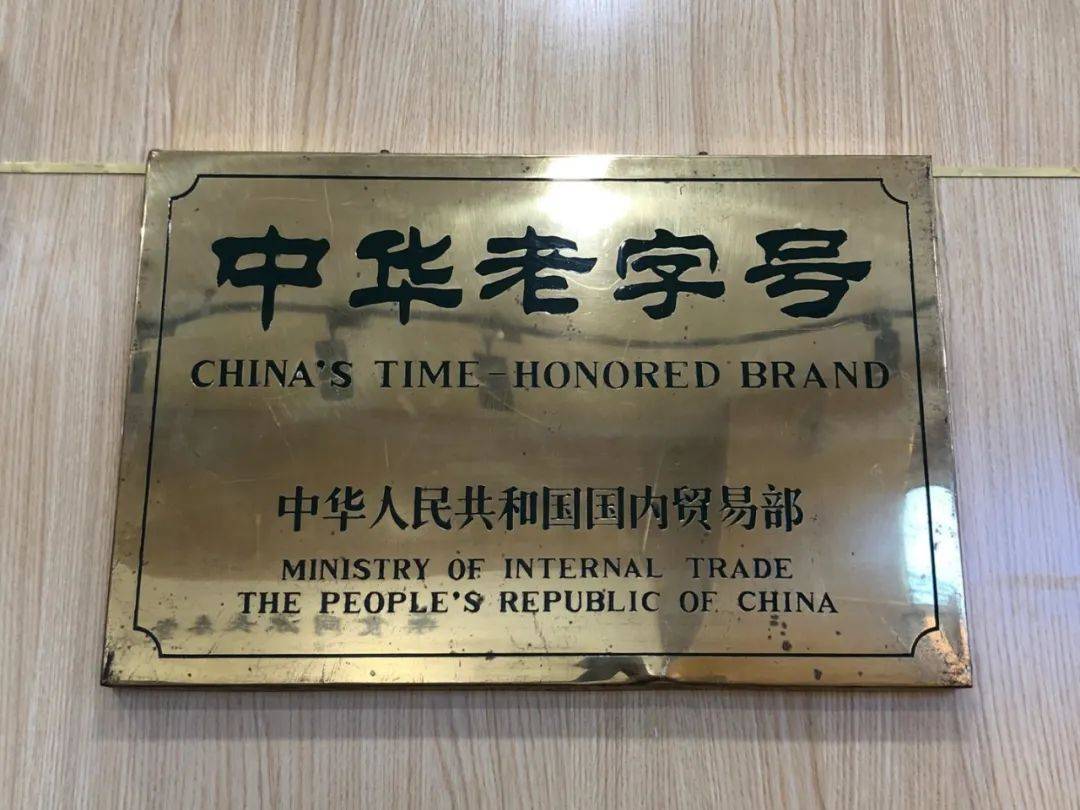 中华老字号
CHINA'S TIME-HONORED BRAND
中华人民共和国国内贸易部
MINISTRY OF INTERNAL TRADE
THE PEOPLE'S REPUBLIC OF CHINA